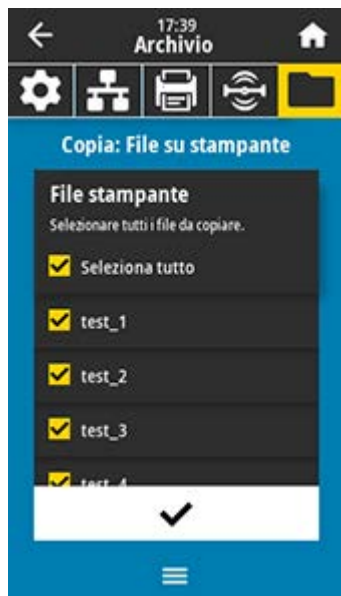 17:39
Archivio
Copia: File su stampante
File stampante
Selezionare tutti i file da copiare.
Seleziona tutto
test_1
test_2
test_3
test_4